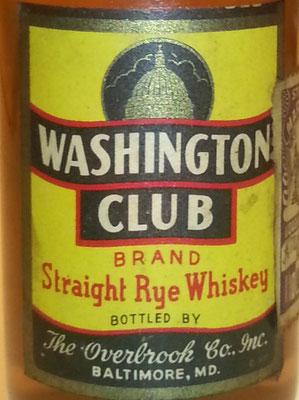 WASHINGTON
CLUB
BRAND
Straight Rye Whiskey
BOTTLED BY
The Overbrook Co., Inc.
BALTIMORE, MD.